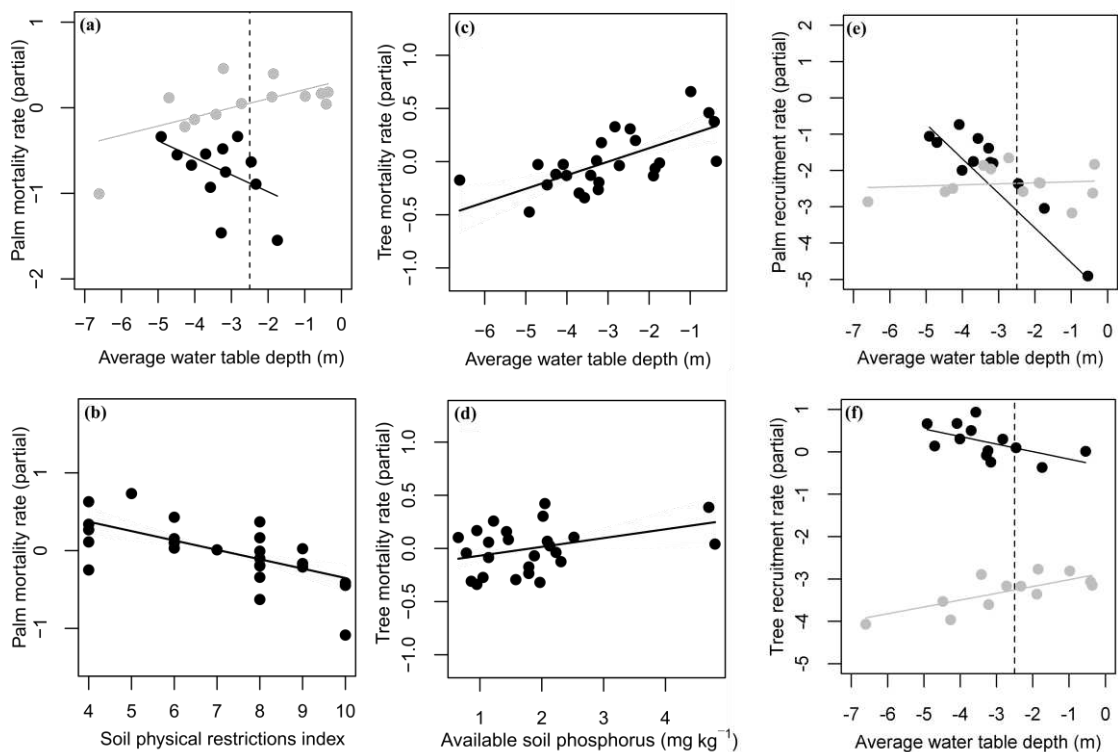 (a)
Palm mortality rate (partial)
1
0
−1
−2
−7 −6 −5 −4 −3 −2 −1 0
Average water table depth (m)
(c)
Tree mortality rate (partial)
1.0
0.5
0.0
−0.5
−1.0
−6 −5 −4 −3 −2 −1
Average water table depth (m)
(e)
Palm recruitment rate (partial)
1
0
-1
-2
-3
-4
-5
-7 -6 -5 -4 -3 -2 -1 0
Average water table depth (m)
(b)
Palm mortality rate (partial)
1
0
−1
4 5 6 7 8 9 10
Soil physical restrictions index
(d)
Tree mortality rate (partial)
1.0
0.5
0.0
−0.5
−1.0
1 2 3 4 5
Available soil phosphorus (mg kg⁻¹)
(f)
Tree recruitment rate (partial)
1
0
-2
-4
-5
-7 -6 -5 -4 -3 -2 -1 0
Average water table depth (m)